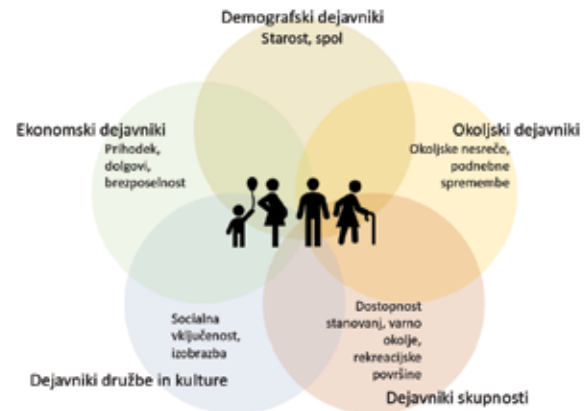 Demografski dejavniki
Starost, spol
Ekonomski dejavniki
Prihodek,
dolgovi,
brezposelnost
Okoljski dejavniki
Okoljske nesreče,
podnebne
spremembe
Socialna
vključenost,
izobrazba
Dejavniki družbe in kulture
Dostopnost
stanovanj, varno
okolje,
rekreacijske
površine
Dejavniki skupnosti